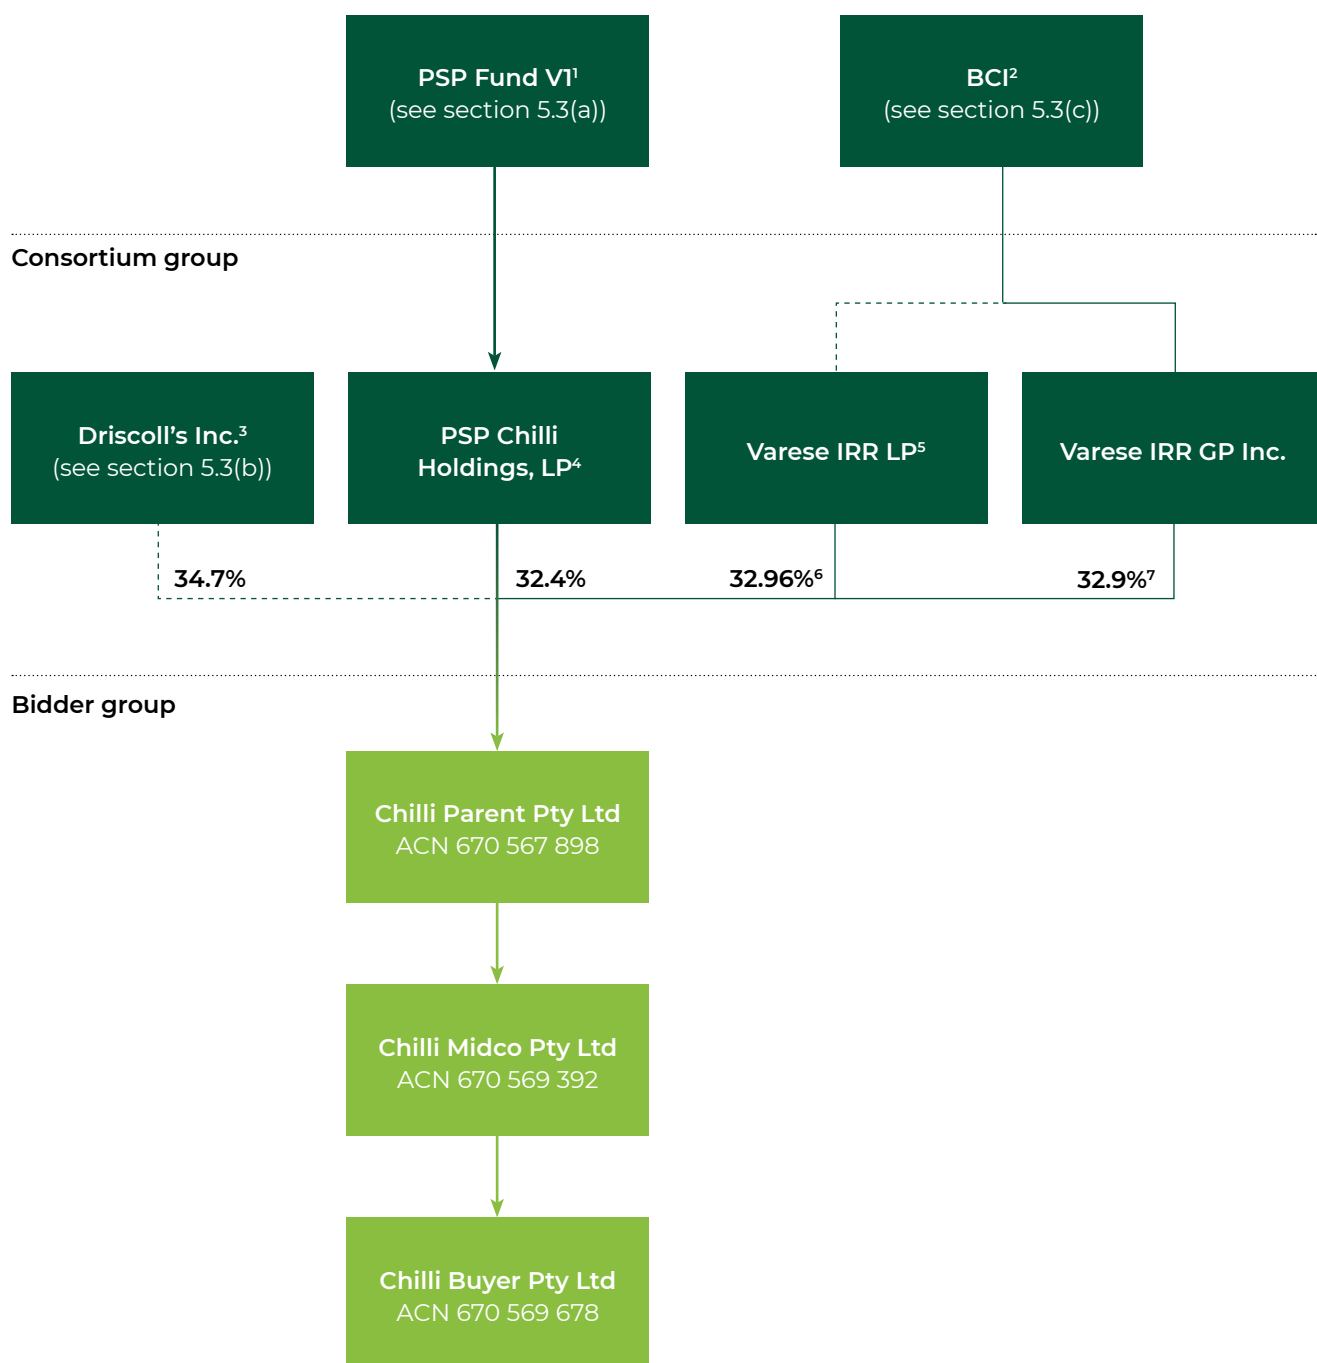 PSP Fund V1¹
(see section 5.3(a))
BCI²
(see section 5.3(c))
Consortium group
Driscoll’s Inc.³
(see section 5.3(b))
PSP Chilli
Holdings, LP⁴
Varese IRR LP⁵
Varese IRR GP Inc.
34.7%
32.4%
32.96%⁶
32.9%⁷
Bidder group
Chilli Parent Pty Ltd
ACN 670 567 898
Chilli Midco Pty Ltd
ACN 670 569 392
Chilli Buyer Pty Ltd
ACN 670 569 678